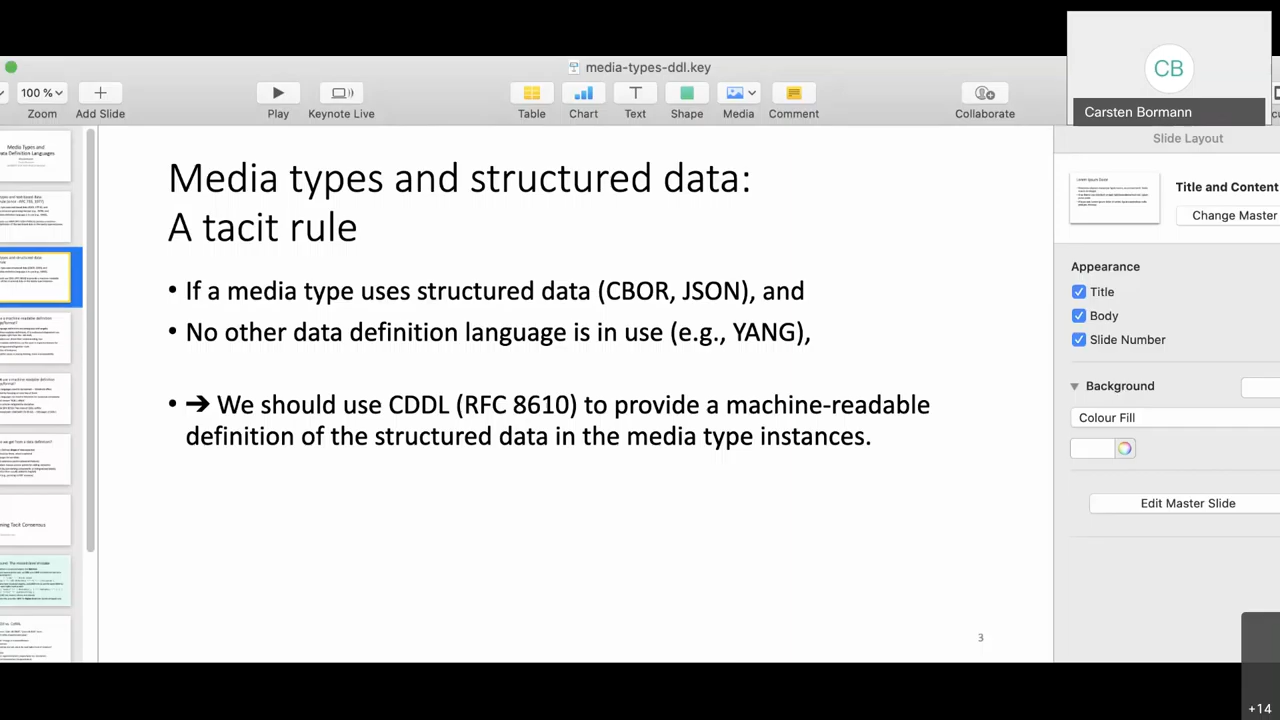 media-types-ddl.key
CB
Carsten Bormann
100 %
Zoom
Add Slide
Play
Keynote Live
Table
Chart
Text
Shape
Media
Comment
Collaborate
Media types and structured data:
A tacit rule
• If a media type uses structured data (CBOR, JSON), and
• No other data definition language is in use (e.g., YANG),
• ➔ We should use CDDL (RFC 8610) to provide a machine-readable
definition of the structured data in the media type instances.
3
Slide Layout
Title and Content
Change Master
Appearance
Title
Body
Slide Number
Background
Colour Fill
Edit Master Slide
+14